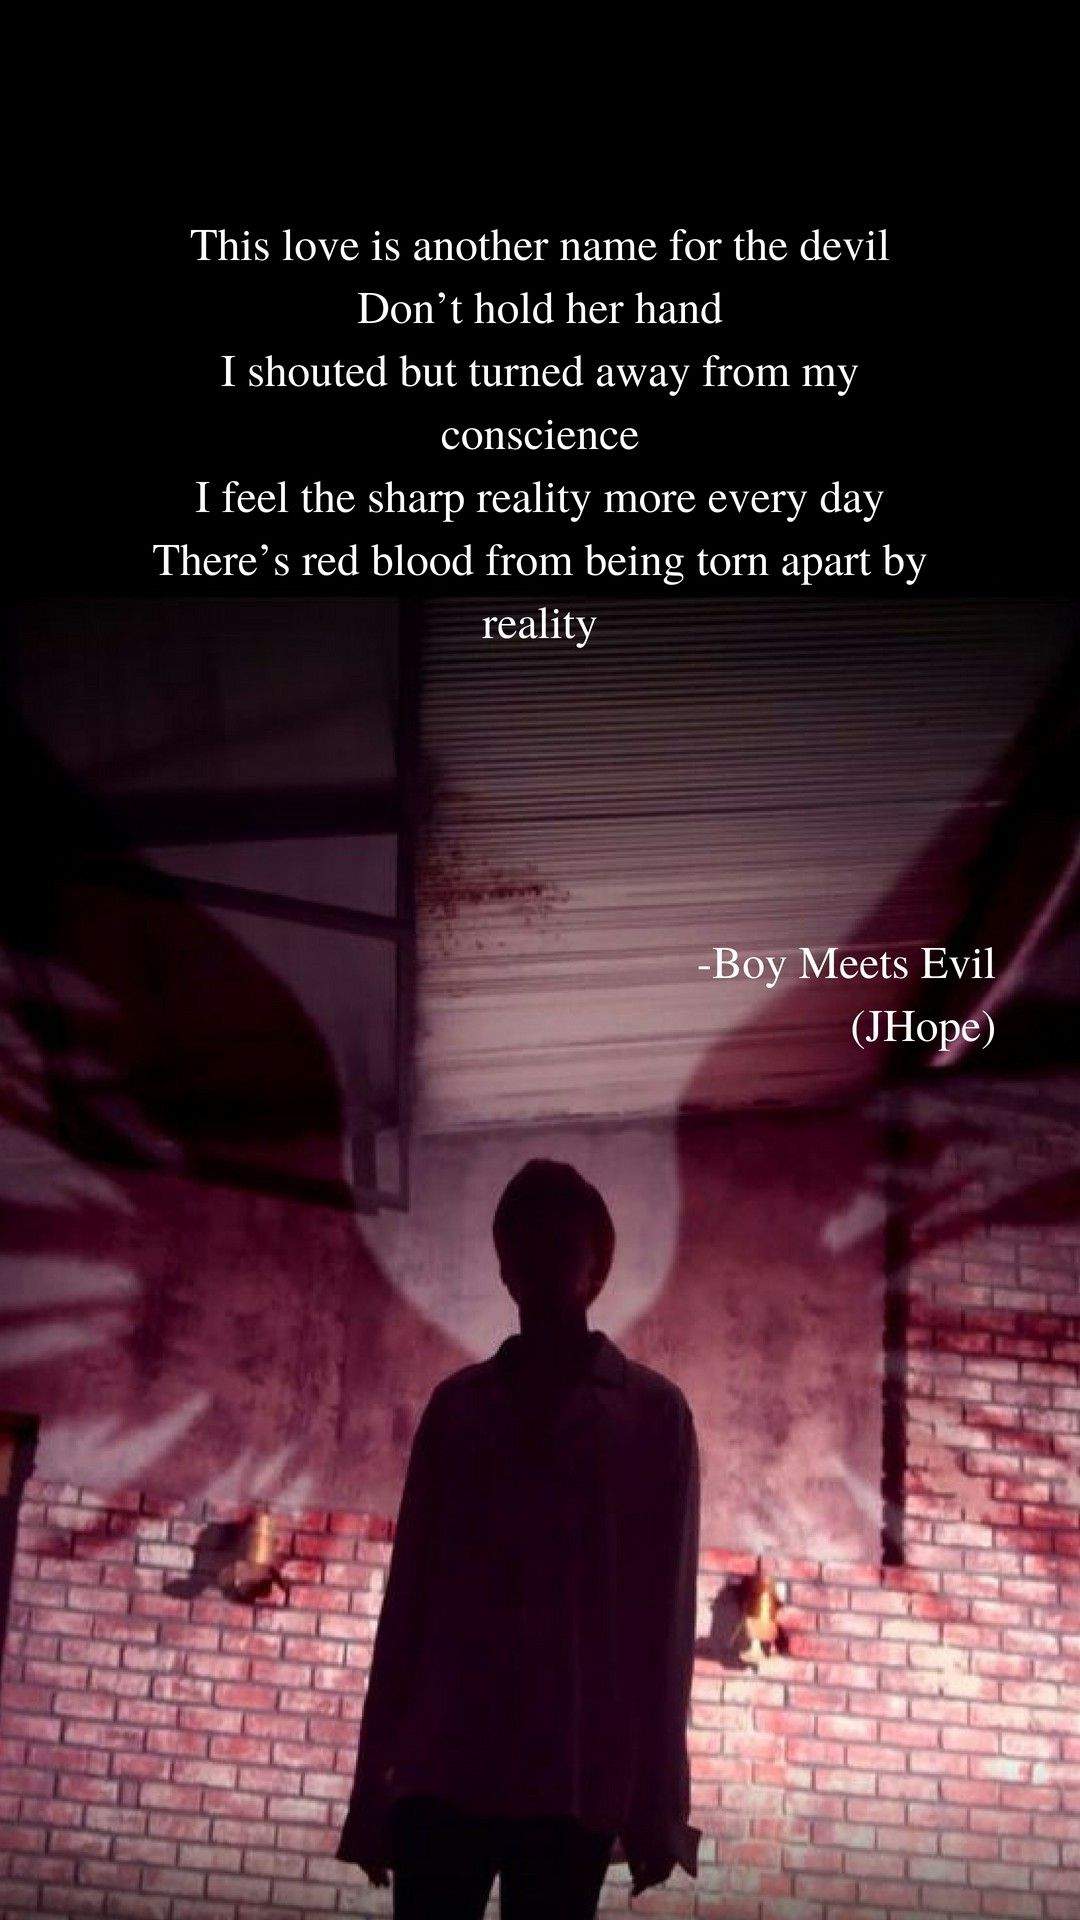 This love is another name for the devil
Don’t hold her hand
I shouted but turned away from my
conscience
I feel the sharp reality more every day
There’s red blood from being torn apart by
reality
-Boy Meets Evil
(JHope)